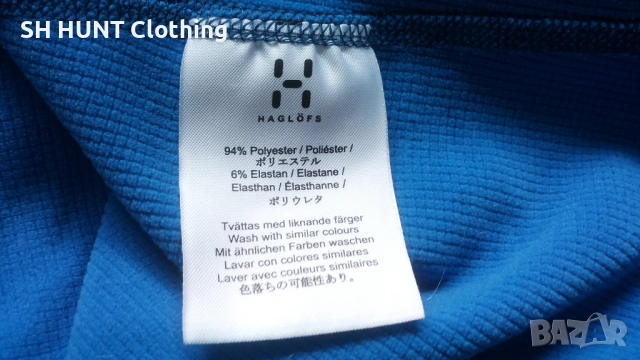 SH HUNT Clothing
HAGLÖFS
94% Polyester / Poliéster /
ポリエステル
6% Elastan / Elastane /
Elasthan / Élasthanne /
ポリウレタ
Tvättas med liknande färger
Wash with similar colours
Mit ähnlichen Farben waschen
Lavar con colores similares
Laver avec couleurs similaires
色落ちの可能性あり。
BAZAR